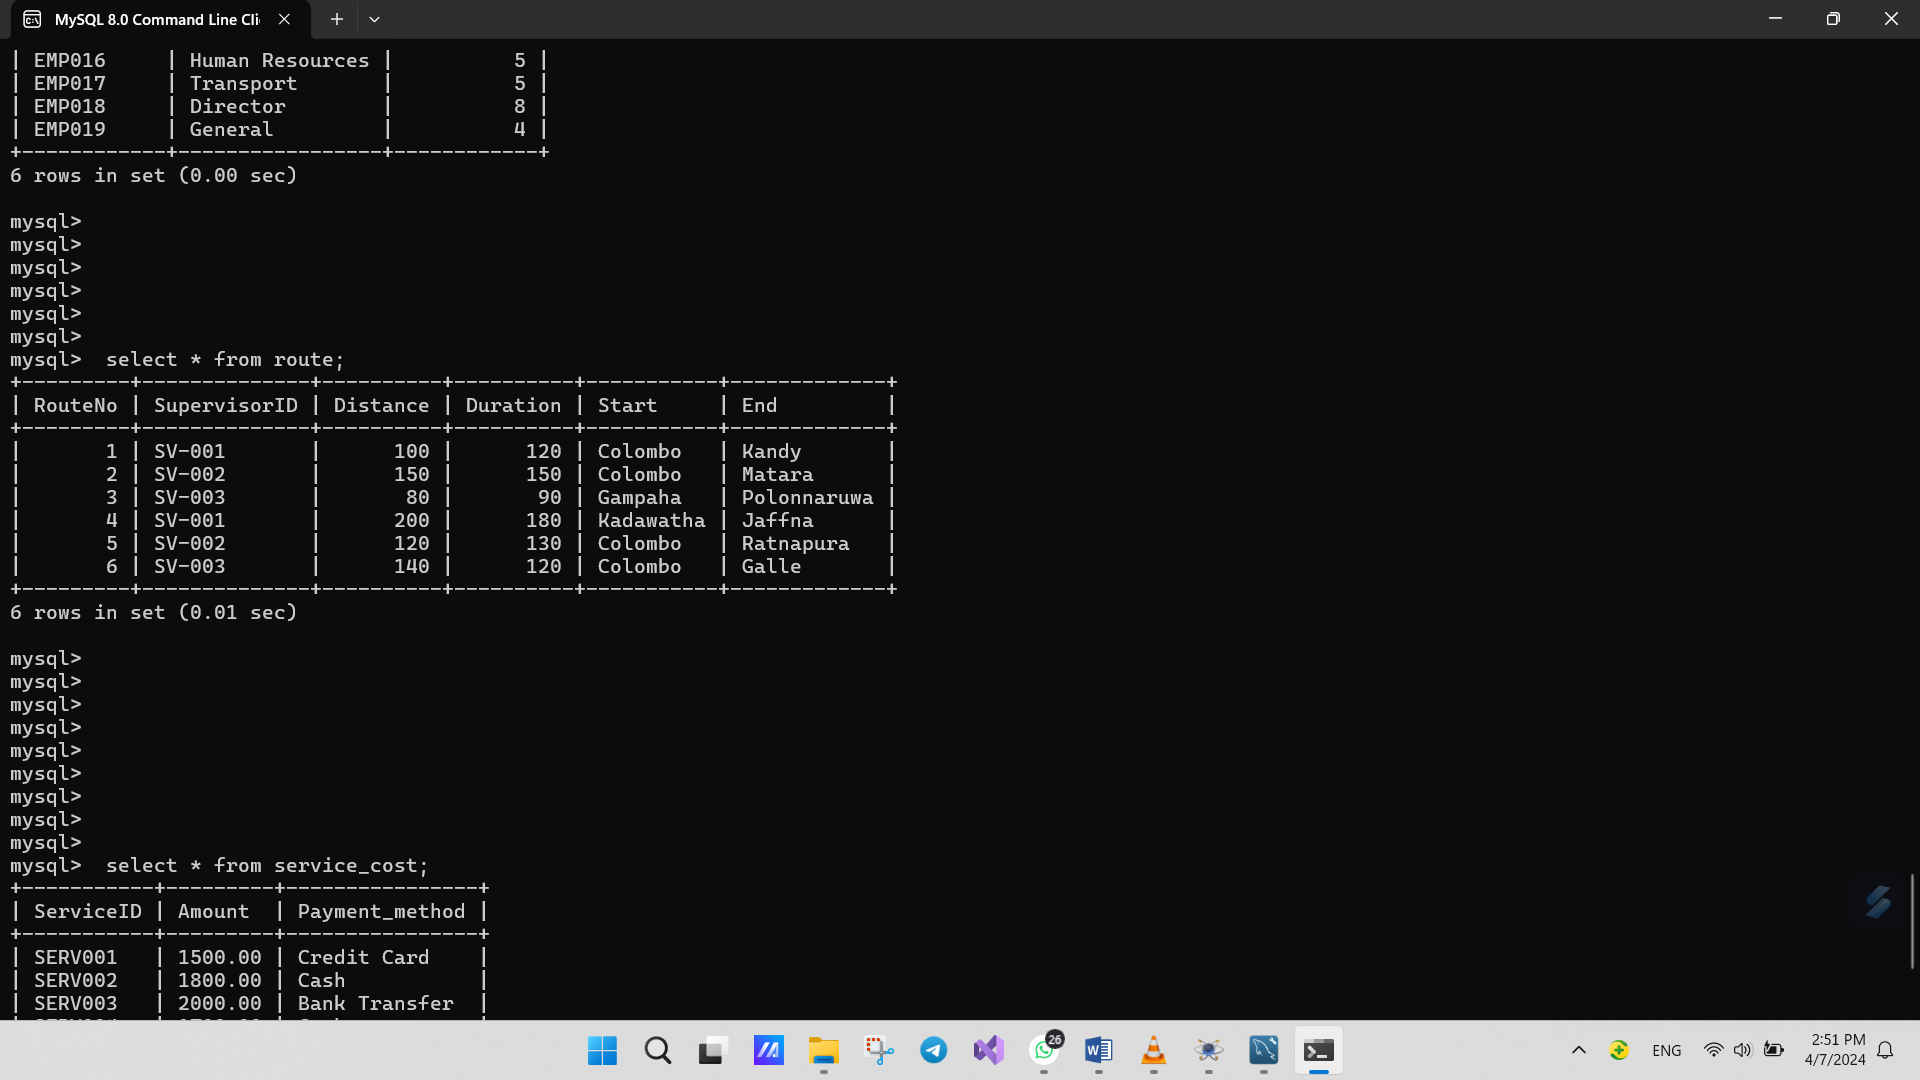 MySQL 8.0 Command Line Cli
| EMP016     | Human Resources |          5 |
| EMP017     | Transport       |          5 |
| EMP018     | Director        |          8 |
| EMP019     | General         |          4 |
+------------+-----------------+------------+
6 rows in set (0.00 sec)
mysql>
mysql>
mysql>
mysql>
mysql>
mysql>
mysql>  select * from route;
+---------+--------------+----------+----------+-----------+-------------+
| RouteNo | SupervisorID | Distance | Duration | Start     | End         |
+---------+--------------+----------+----------+-----------+-------------+
|       1 | SV-001       |      100 |      120 | Colombo   | Kandy       |
|       2 | SV-002       |      150 |      150 | Colombo   | Matara      |
|       3 | SV-003       |       80 |       90 | Gampaha   | Polonnaruwa |
|       4 | SV-001       |      200 |      180 | Kadawatha | Jaffna      |
|       5 | SV-002       |      120 |      130 | Colombo   | Ratnapura   |
|       6 | SV-003       |      140 |      120 | Colombo   | Galle       |
+---------+--------------+----------+----------+-----------+-------------+
6 rows in set (0.01 sec)
mysql>
mysql>
mysql>
mysql>
mysql>
mysql>
mysql>
mysql>
mysql>
mysql>  select * from service_cost;
+-----------+---------+----------------+
| ServiceID | Amount  | Payment_method |
+-----------+---------+----------------+
| SERV001   | 1500.00 | Credit Card    |
| SERV002   | 1800.00 | Cash           |
| SERV003   | 2000.00 | Bank Transfer  |
26
ENG
2:51 PM
4/7/2024